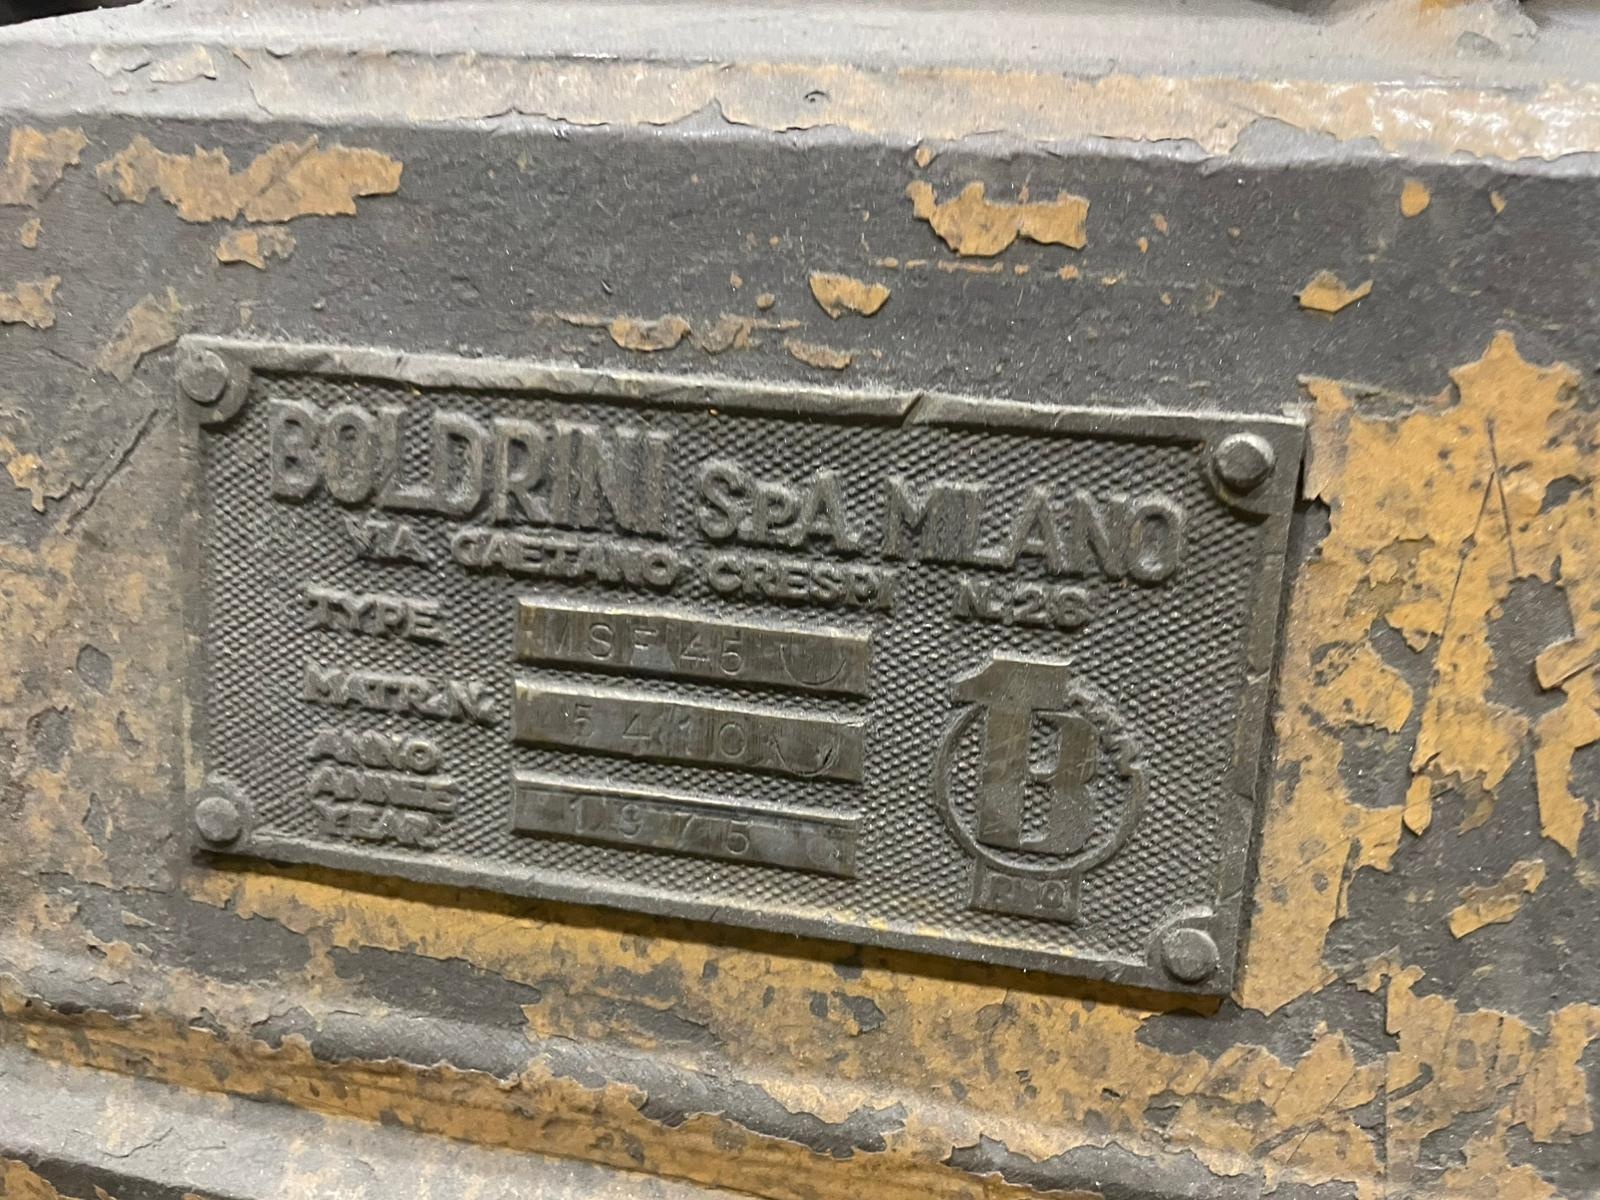 BOLDRINI S.P.A. MILANO
VIA GAETANO CRESPI N. 26
TYPE MSF 45
MATR.N. 5410
ANNO
ANNEE
YEAR 1975
B